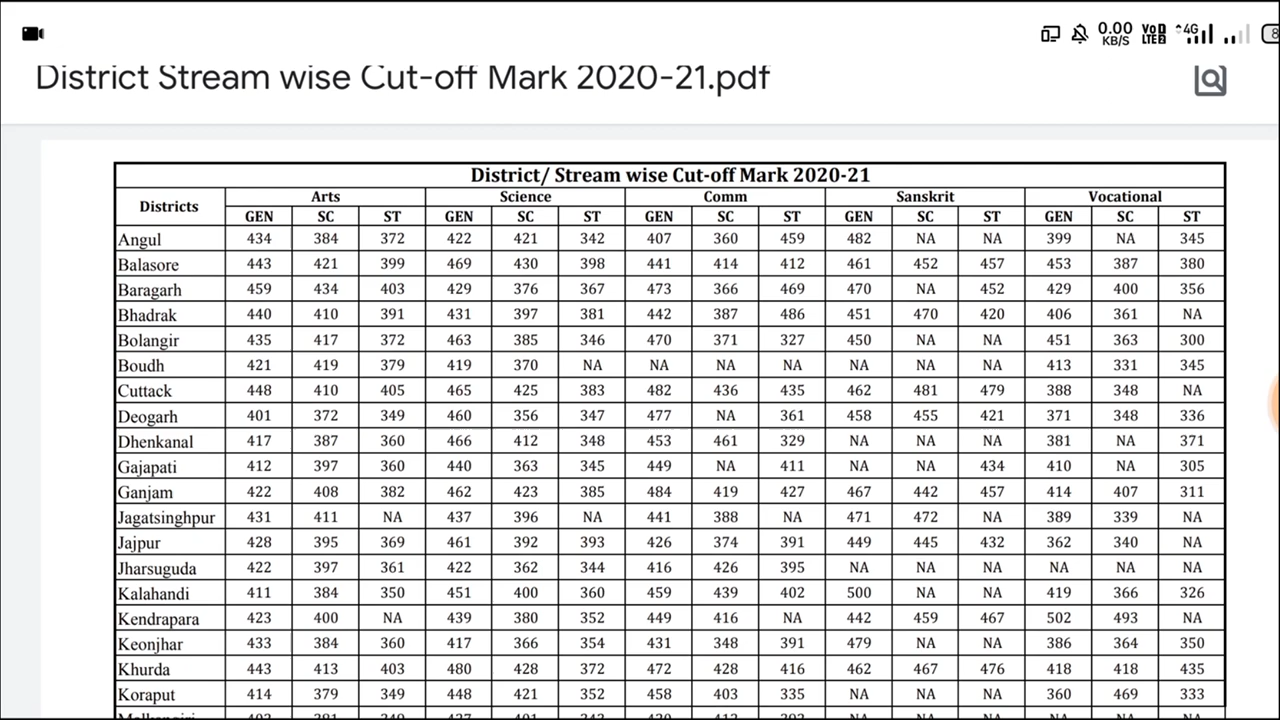 0.00 KB/S VoD LTE2 4G 8
District Stream wise Cut-off Mark 2020-21.pdf
District/ Stream wise Cut-off Mark 2020-21
Districts Arts Science Comm Sanskrit Vocational
GEN SC ST GEN SC ST GEN SC ST GEN SC ST GEN SC ST
Angul 434 384 372 422 421 342 407 360 459 482 NA NA 399 NA 345
Balasore 443 421 399 469 430 398 441 414 412 461 452 457 453 387 380
Baragarh 459 434 403 429 376 367 473 366 469 470 NA 452 429 400 356
Bhadrak 440 410 391 431 397 381 442 387 486 451 470 420 406 361 NA
Bolangir 435 417 372 463 385 346 470 371 327 450 NA NA 451 363 300
Boudh 421 419 379 419 370 NA NA NA NA NA NA NA 413 331 345
Cuttack 448 410 405 465 425 383 482 436 435 462 481 479 388 348 NA
Deogarh 401 372 349 460 356 347 477 NA 361 458 455 421 371 348 336
Dhenkanal 417 387 360 466 412 348 453 461 329 NA NA NA 381 NA 371
Gajapati 412 397 360 440 363 345 449 NA 411 NA NA 434 410 NA 305
Ganjam 422 408 382 462 423 385 484 419 427 467 442 457 414 407 311
Jagatsinghpur 431 411 NA 437 396 NA 441 388 NA 471 472 NA 389 339 NA
Jajpur 428 395 369 461 392 393 426 374 391 449 445 432 362 340 NA
Jharsuguda 422 397 361 422 362 344 416 426 395 NA NA NA NA NA NA
Kalahandi 411 384 350 451 400 360 459 439 402 500 NA NA 419 366 326
Kendrapara 423 400 NA 439 380 352 449 416 NA 442 459 467 502 493 NA
Keonjhar 433 384 360 417 366 354 431 348 391 479 NA NA 386 364 350
Khurda 443 413 403 480 428 372 472 428 416 462 467 476 418 418 435
Koraput 414 379 349 448 421 352 458 403 335 NA NA NA 360 469 333